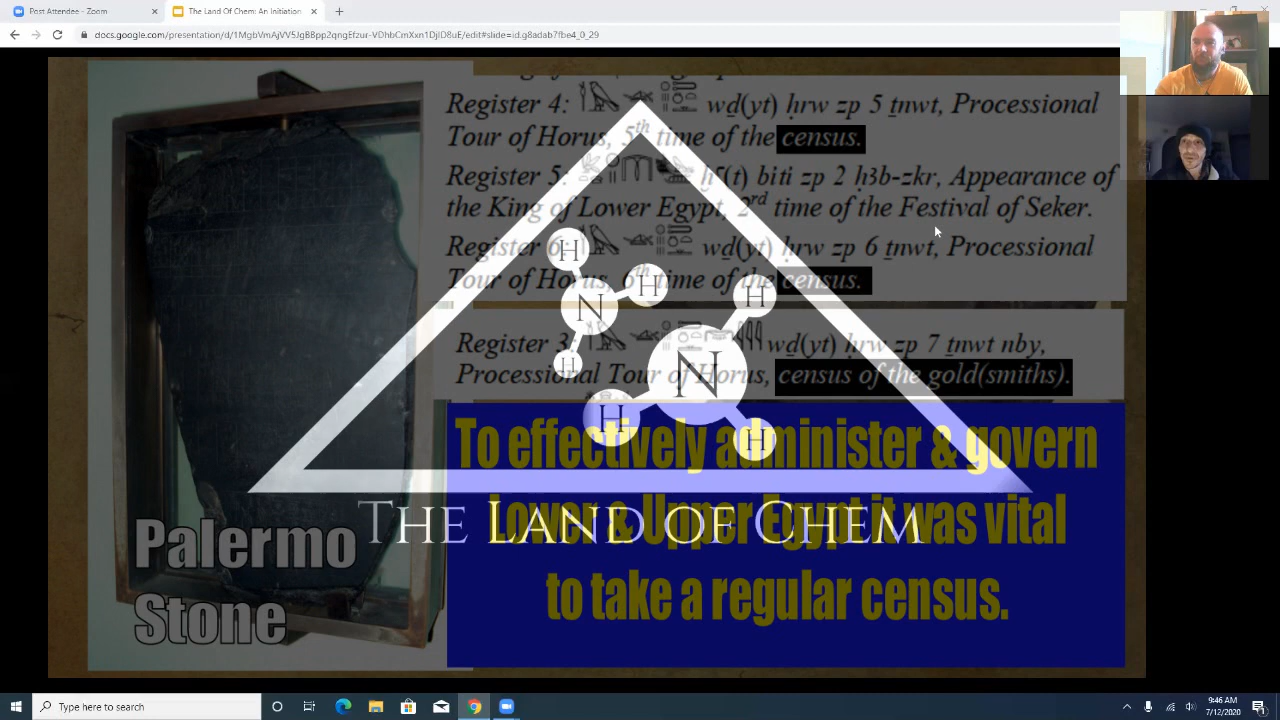 Post Attendee - Zoom
The Land Of Chem: An Initiation
docs.google.com/presentation/d/1MgbVmAjVV5JgBBpp2qngEfzur-VDhbCmXxn1DjlD8uE/edit#slide=id.g8adab7fbe4_0_29
Register 4: wḏ(yt) ḥrw zp 5 ṯnwt, Processional
Tour of Horus, 5th time of the census.
Register 5: ḫꜥ(t) biti zp 2 ḥꜣb-zkr, Appearance of
the King of Lower Egypt, 2rd time of the Festival of Seker.
Register 6: wḏ(yt) ḥrw zp 6 ṯnwt, Processional
Tour of Horus, 6th time of the census.
Register 3: wḏ(yt) ḥrw zp 7 ṯnwt nby,
Processional Tour of Horus, census of the gold(smiths).
H
H
N
H
H
N
H
H
To effectively administer & govern
Lower & Upper Egypt it was vital
to take a regular census.
THE LAND OF CHEM
Palermo
Stone
Type here to search
9:46 AM
7/12/2020